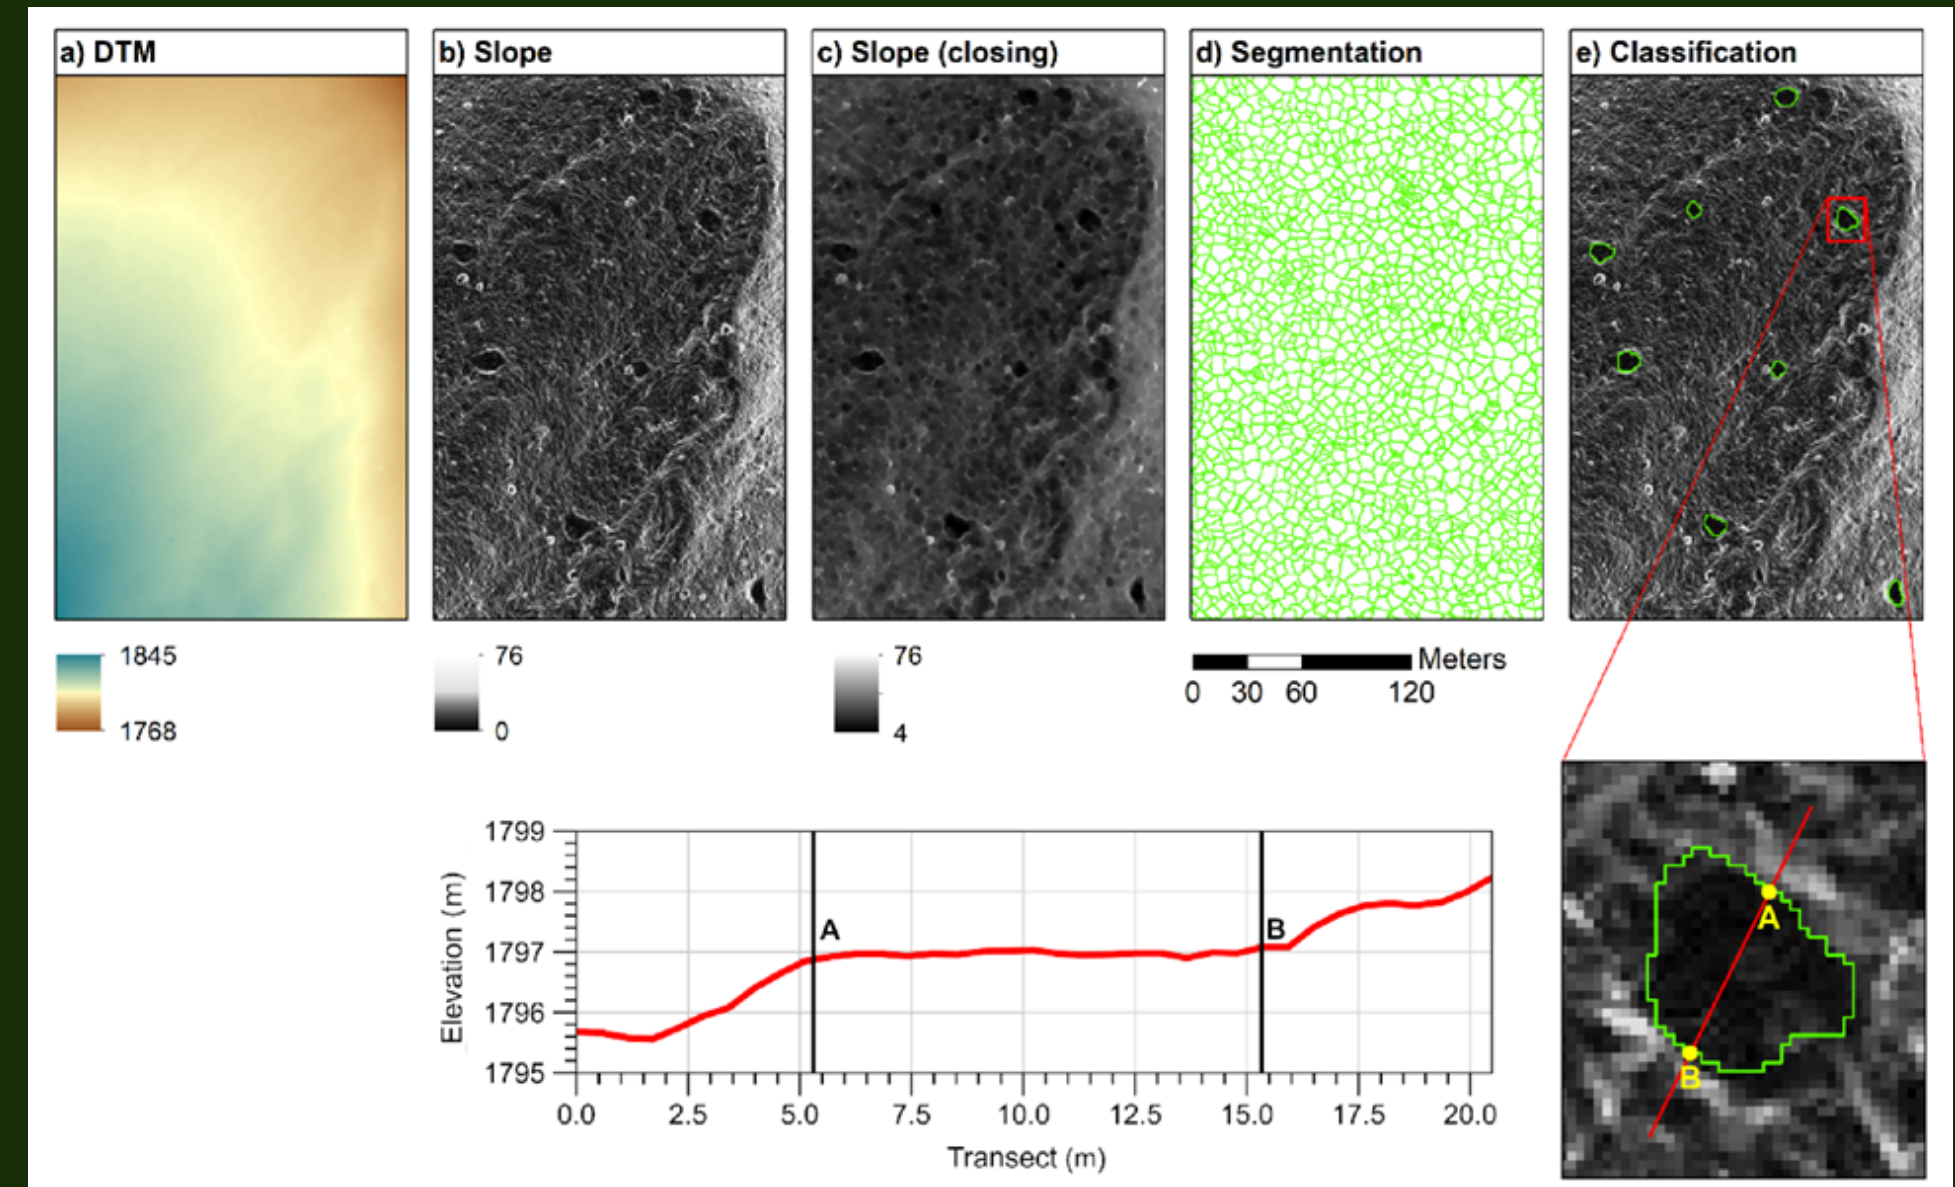 a) DTM
b) Slope
c) Slope (closing)
d) Segmentation
e) Classification
1845
1768
76
0
76
4
Meters
0 30 60 120
1799
1798
1797
1796
1795
Elevation (m)
A
B
0.0 2.5 5.0 7.5 10.0 12.5 15.0 17.5 20.0
Transect (m)
A
B